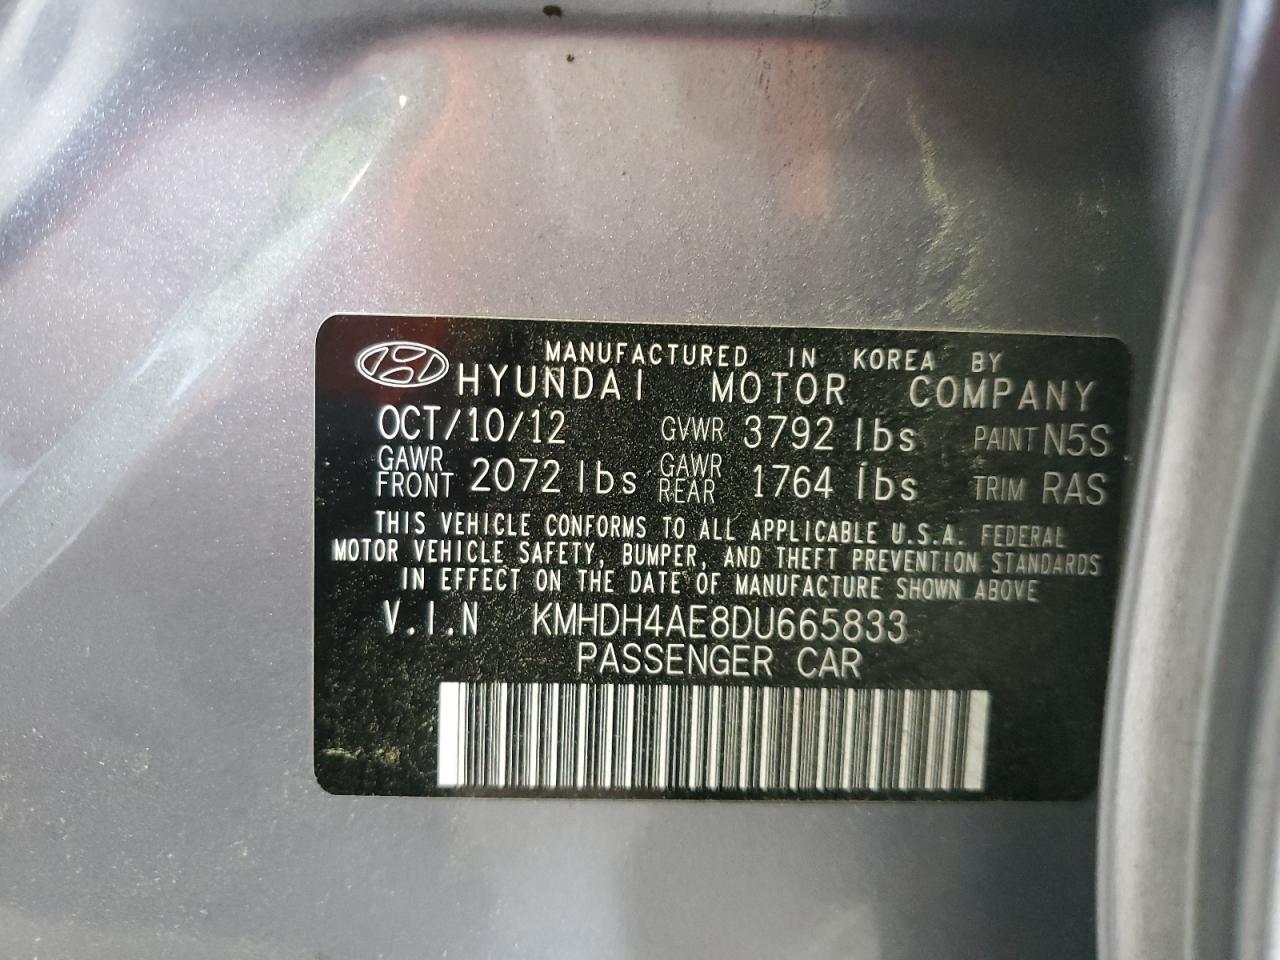 MANUFACTURED IN KOREA BY
HYUNDAI MOTOR COMPANY
OCT/10/12 GVWR 3792 lbs PAINT N5S
GAWR FRONT 2072 lbs GAWR REAR 1764 lbs TRIM RAS
THIS VEHICLE CONFORMS TO ALL APPLICABLE U.S.A. FEDERAL
MOTOR VEHICLE SAFETY, BUMPER, AND THEFT PREVENTION STANDARDS
IN EFFECT ON THE DATE OF MANUFACTURE SHOWN ABOVE
V.I.N KMHDH4AE8DU665833
PASSENGER CAR